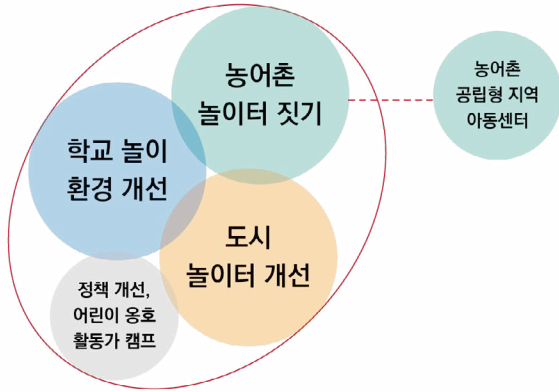 농어촌
놀이터 짓기
농어촌
공립형 지역
아동센터
학교 놀이
환경 개선
도시
놀이터 개선
정책 개선,
어린이 옹호
활동가 캠프